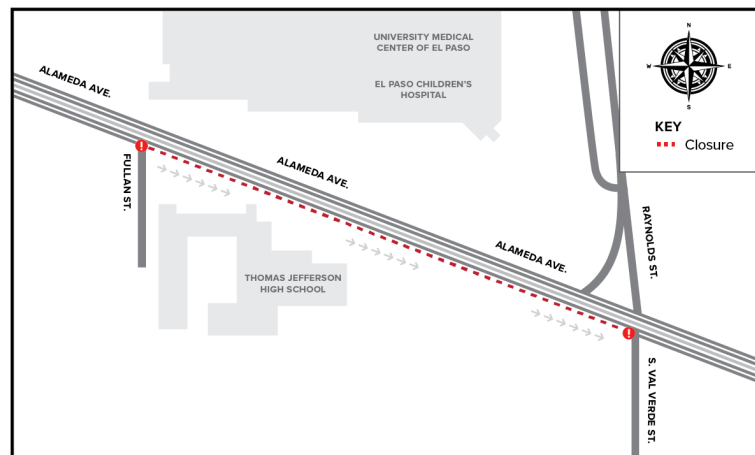 UNIVERSITY MEDICAL
CENTER OF EL PASO
EL PASO CHILDREN'S
HOSPITAL
N
W
E
S
KEY
Closure
ALAMEDA AVE.
FULLAN ST.
ALAMEDA AVE.
ALAMEDA AVE.
RAYNOLDS ST.
THOMAS JEFFERSON
HIGH SCHOOL
S. VAL VERDE ST.
!
!